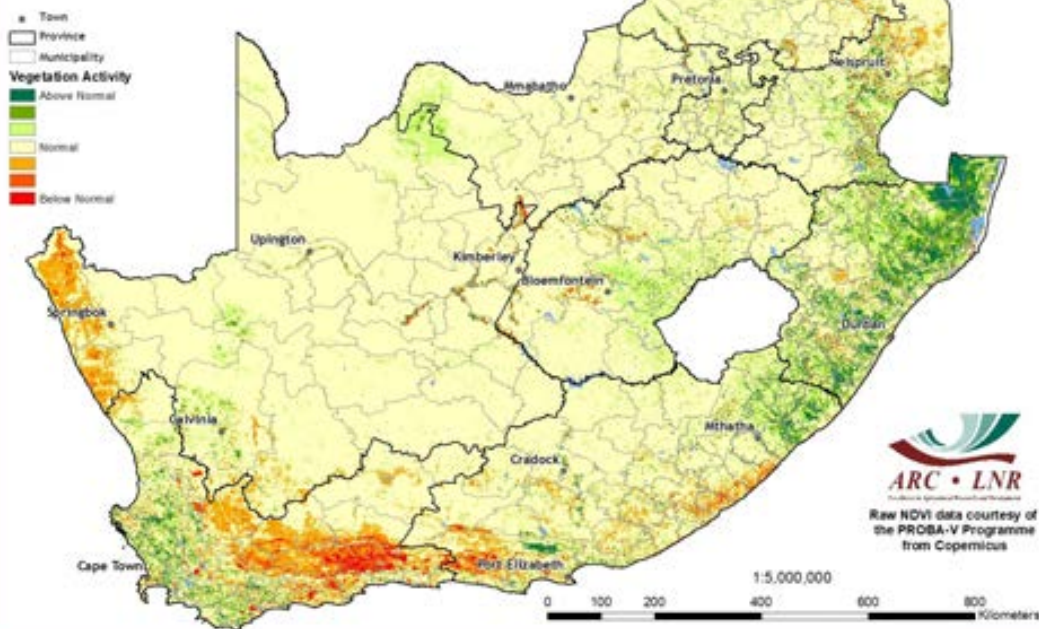 Town
Province
Municipality
Vegetation Activity
Above Normal
Normal
Below Normal
Nelspruit
Pretoria
Mmabatho
Upington
Kimberley
Bloemfontein
Springbok
Durban
Calvinia
Mthatha
Cradock
Cape Town
Port Elizabeth
ARC • LNR
Raw NDVI data courtesy of
the PROBA-V Programme
from Copernicus
1:5,000,000
0 100 200 400 600 800
Kilometers